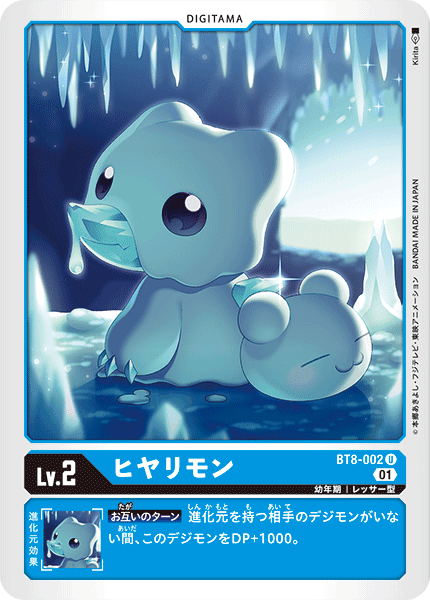 DIGITAMA
Kirita
©本郷あきよし・フジテレビ・東映アニメーション BANDAI MADE IN JAPAN
BT8-002 U
01
Lv.2 ヒヤリモン
幼年期 | レッサー型
進化元効果
お互いのターン 進化元を持つ相手のデジモンがいな
い間、このデジモンをDP+1000。